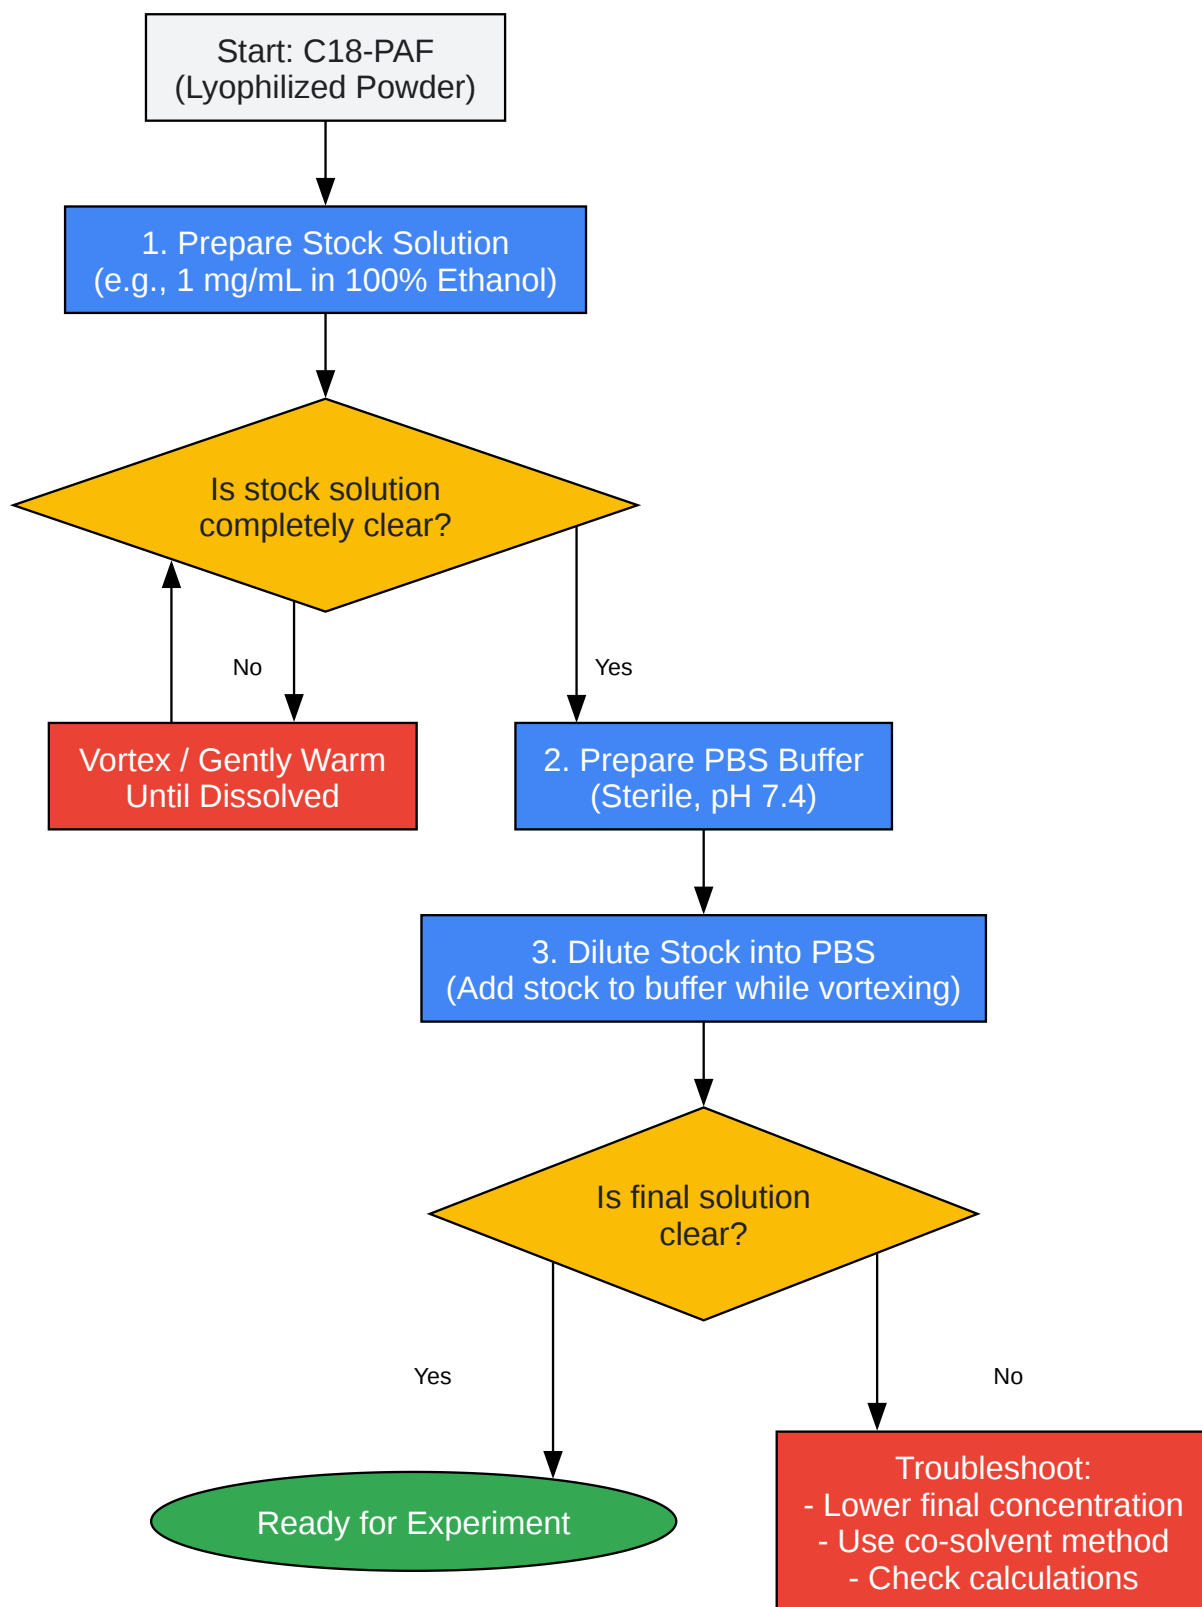 Start: C18-PAF
(Lyophilized Powder)
1. Prepare Stock Solution
(e.g., 1 mg/mL in 100% Ethanol)
Is stock solution
completely clear?
No
Yes
Vortex / Gently Warm
Until Dissolved
2. Prepare PBS Buffer
(Sterile, pH 7.4)
3. Dilute Stock into PBS
(Add stock to buffer while vortexing)
Is final solution
clear?
Yes
No
Ready for Experiment
Troubleshoot:
- Lower final concentration
- Use co-solvent method
- Check calculations